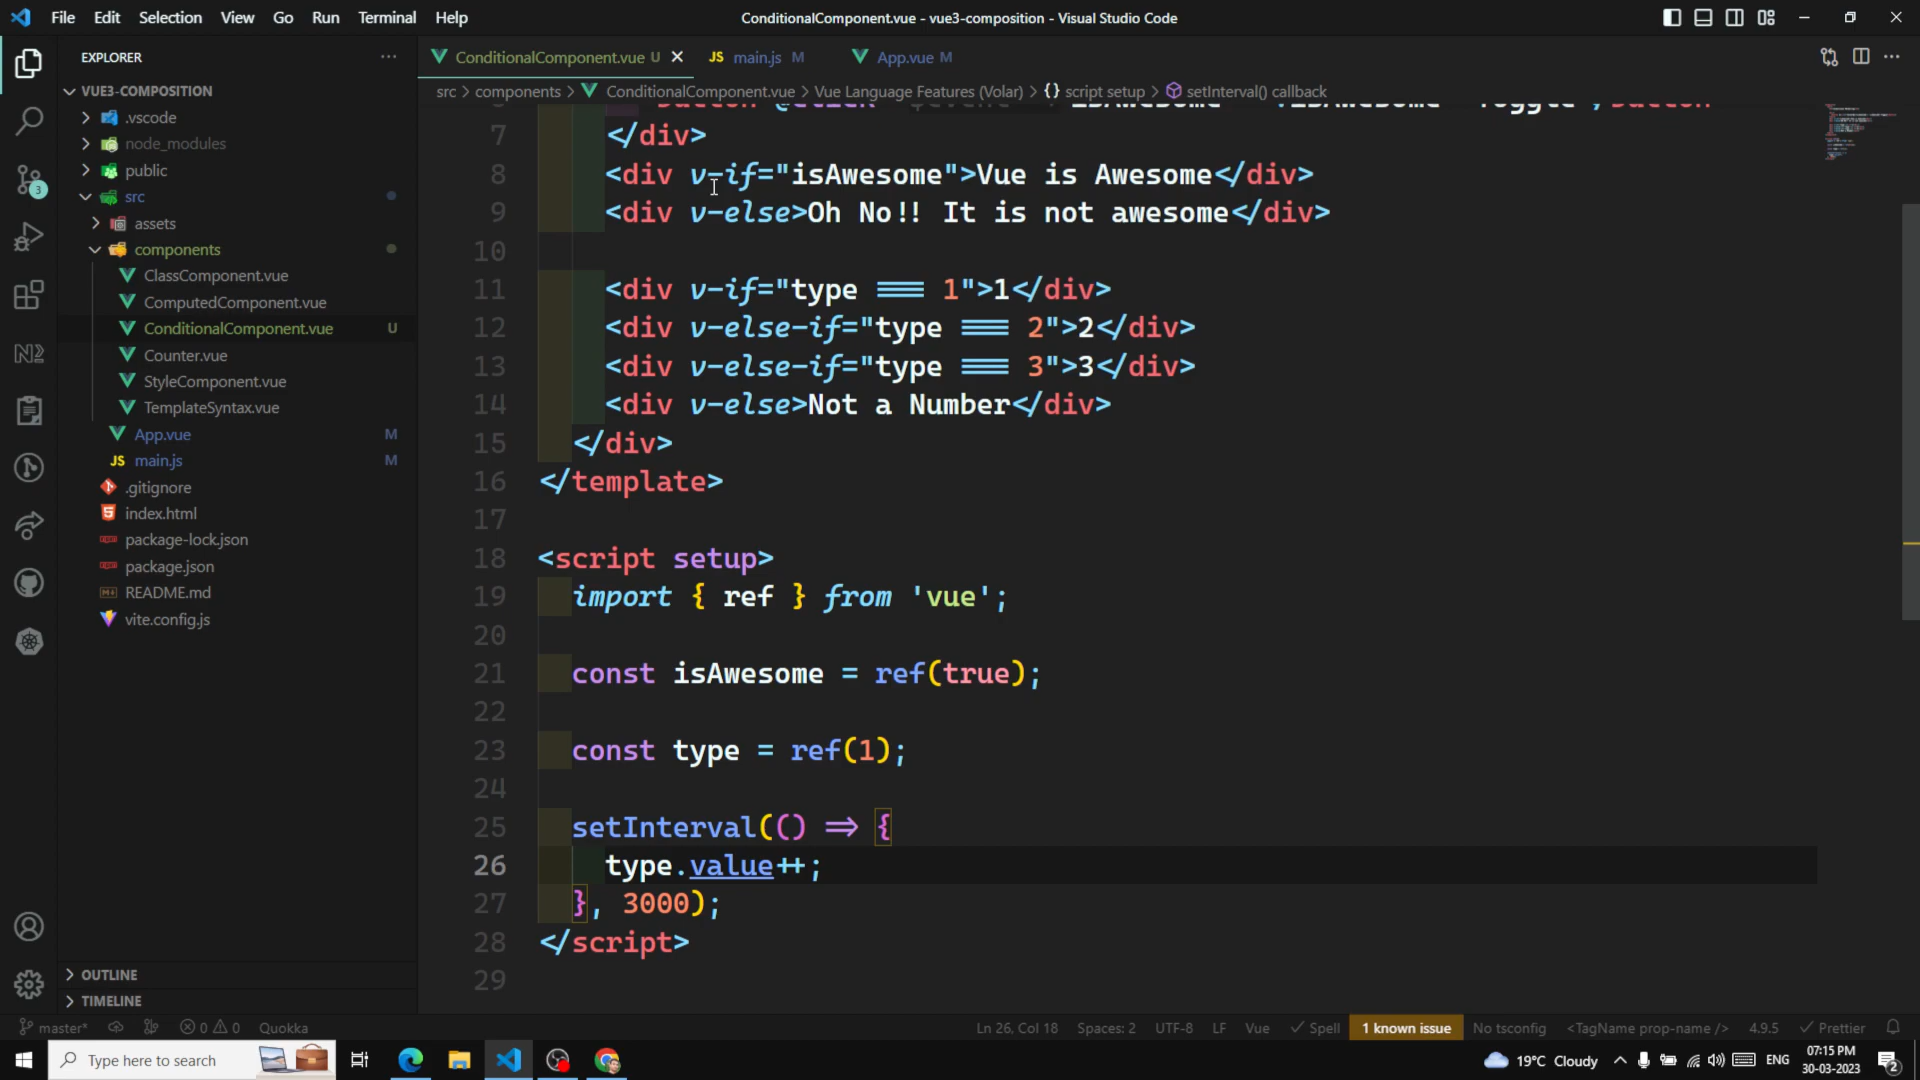 File Edit Selection View Go Run Terminal Help
ConditionalComponent.vue - vue3-composition - Visual Studio Code
EXPLORER
VUE3-COMPOSITION
.vscode
node_modules
public
src
assets
components
ClassComponent.vue
ComputedComponent.vue
ConditionalComponent.vue U
Counter.vue
StyleComponent.vue
TemplateSyntax.vue
App.vue M
JS main.js M
.gitignore
index.html
package-lock.json
package.json
README.md
vite.config.js
OUTLINE
TIMELINE
3
ConditionalComponent.vue U
JS main.js M
App.vue M
src > components > ConditionalComponent.vue > Vue Language Features (Volar) > {} script setup > setInterval() callback
7 </div>
8 <div v-if="isAwesome">Vue is Awesome</div>
9 <div v-else>Oh No!! It is not awesome</div>
10
11 <div v-if="type === 1">1</div>
12 <div v-else-if="type === 2">2</div>
13 <div v-else-if="type === 3">3</div>
14 <div v-else>Not a Number</div>
15 </div>
16 </template>
17
18 <script setup>
19 import { ref } from 'vue';
20
21 const isAwesome = ref(true);
22
23 const type = ref(1);
24
25 setInterval(() => {
26 type.value++;
27 }, 3000);
28 </script>
29
master* 0 0 Quokka
Ln 26, Col 18 Spaces: 2 UTF-8 LF Vue Spell 1 known issue No tsconfig <TagName prop-name /> 4.9.5 Prettier
Type here to search
19°C Cloudy
ENG
07:15 PM
30-03-2023
2